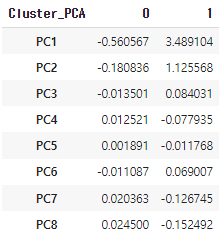 Cluster_PCA 0 1
PC1 -0.560567 3.489104
PC2 -0.180836 1.125568
PC3 -0.013501 0.084031
PC4 0.012521 -0.077935
PC5 0.001891 -0.011768
PC6 -0.011087 0.069007
PC7 0.020363 -0.126745
PC8 0.024500 -0.152492